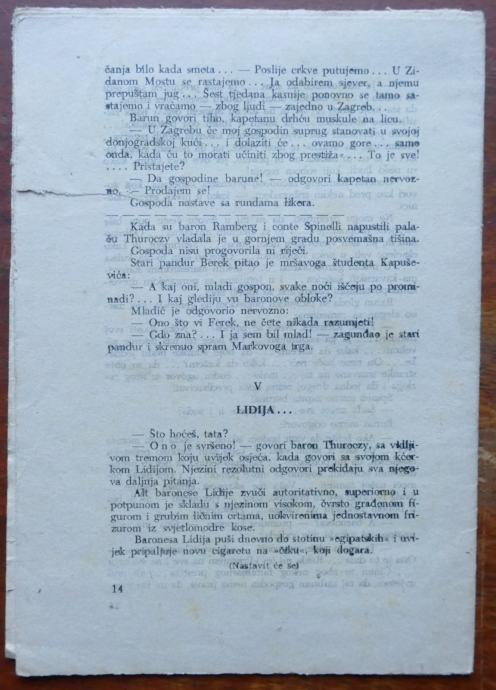 čanja bilo kada smeta... — Poslije crkve putujemo... U Zi-
danom Mostu se rastajemo... Ja odabirem sjever, a njemu
prepuštam jug... Šest tjedana kasnije ponovno se tamo sa-
stajemo i vraćamo — zbog ljudi — zajedno u Zagreb...
Barun govori tiho, kapetanu drhću muskule na licu.
— U Zagrebu će moj gospodin suprug stanovati u svojoj
donjogradskoj kući... i dolaziti će... ovamo gore... samo
onda, kada ću to morati učiniti zbog prestiža«... To je sve!
.... Pristajete?
— Da gospodine barune! — odgovori kapetan nervoz-
no, — Prodajem se!
Gospoda nastave sa rundama likera.
Kada su baron Ramberg i conte Spinelli napustili pala-
ču Thuroczy vladala je u gornjem gradu posvemašna tišina.
Gospoda nisu progovorila ni riječi.
Stari pandur Berek pitao je mršavoga študenta Kapuše-
vića:
— A kaj oni, mladi gospon, svake noći išćeju po promi-
nadi?... I kaj glediju vu baronove obloke?
Mladič je odgovorio nervozno:
— Ono što vi Ferek, ne ćete nikada razumjeti!
— Gdo zna?... I ja sem bil mlad! — zagunđao je stari
pandur i skrenuo spram Markovoga trga.
V
LIDIJA...
— Što hoćeš, tata?
— Ono je svršeno! — govori baron Thuroczy, sa vidlji-
vom tremom koju uvijek osjeća, kada govori sa svojom kćer-
kom Lidijom. Njezini rezolutni odgovori prekidaju sva njego-
va daljnja pitanja.
Alt baronese Lidije zvuči autoritativno, superiorno i u
potpunom je skladu s njezinom visokom, čvrsto građenom fi-
gurom i grubim ličnim crtama, uokvirenima jednostavnom fri-
zurom iz svjetlomodre kose.
Baronesa Lidija puši dnevno do stotinu »egipatskih« i uvi-
jek pripaljuje novu cigaretu na »čiku«, koji dogara.
(Nastavit će se)
14